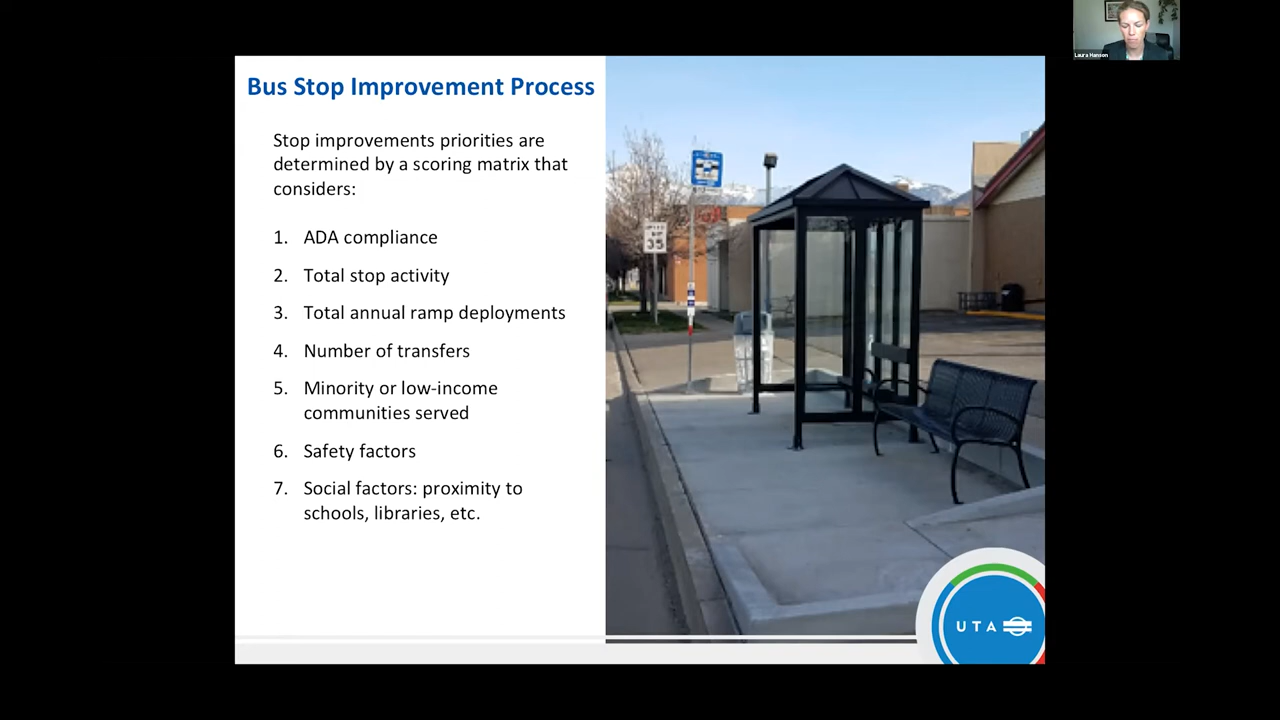 Laura Hanson
Bus Stop Improvement Process
Stop improvements priorities are
determined by a scoring matrix that
considers:
1. ADA compliance
2. Total stop activity
3. Total annual ramp deployments
4. Number of transfers
5. Minority or low-income
communities served
6. Safety factors
7. Social factors: proximity to
schools, libraries, etc.
35
UTA